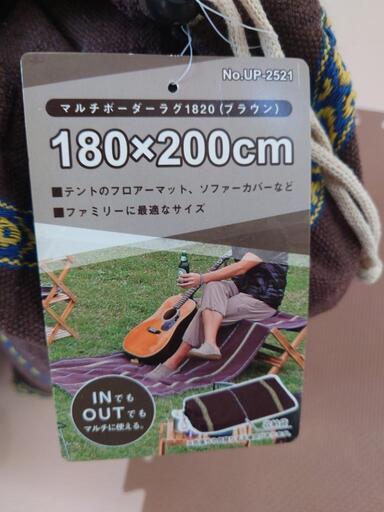 No.UP-2521
マルチボーダーラグ1820(ブラウン)
180×200cm
■テントのフロアーマット、ソファーカバーなど
■ファミリーに最適なサイズ
INでも
OUTでも
マルチに使える。
収納袋